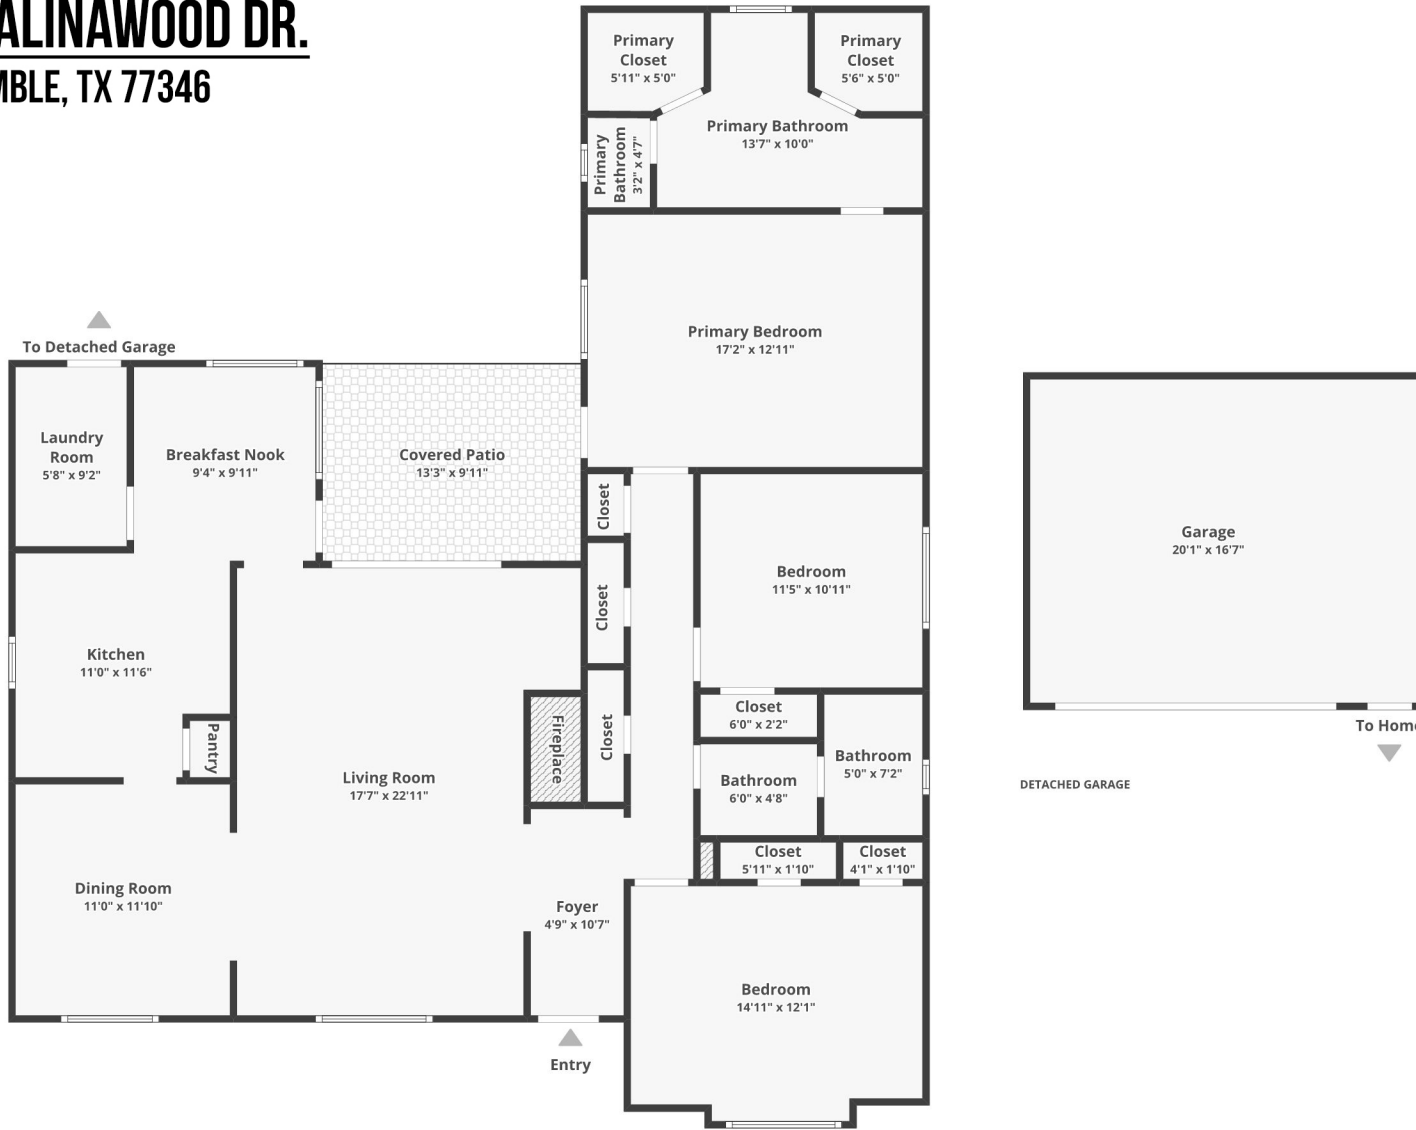 ALINAWOOD DR.
MBLE, TX 77346
Primary
Closet
5'11" x 5'0"
Primary
Closet
5'6" x 5'0"
Primary Bathroom
13'7" x 10'0"
Primary
Bathroom
3'2" x 4'7"
Primary Bedroom
17'2" x 12'11"
To Detached Garage
Laundry
Room
5'8" x 9'2"
Breakfast Nook
9'4" x 9'11"
Covered Patio
13'3" x 9'11"
Closet
Closet
Closet
Bedroom
11'5" x 10'11"
Garage
20'1" x 16'7"
Kitchen
11'0" x 11'6"
Pantry
Fireplace
Living Room
17'7" x 22'11"
Closet
6'0" x 2'2"
Bathroom
5'0" x 7'2"
Bathroom
6'0" x 4'8"
To Home
DETACHED GARAGE
Closet
5'11" x 1'10"
Closet
4'1" x 1'10"
Dining Room
11'0" x 11'10"
Foyer
4'9" x 10'7"
Bedroom
14'11" x 12'1"
Entry